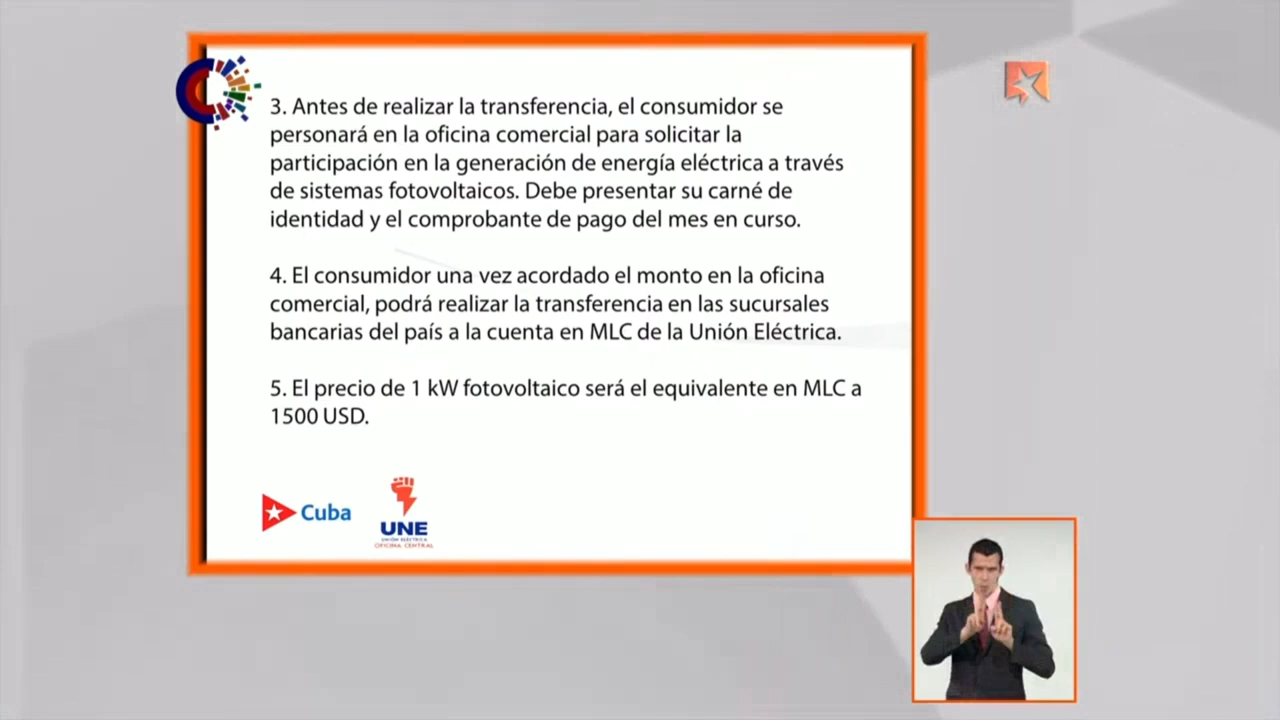 3. Antes de realizar la transferencia, el consumidor se
personará en la oficina comercial para solicitar la
participación en la generación de energía eléctrica a través
de sistemas fotovoltaicos. Debe presentar su carné de
identidad y el comprobante de pago del mes en curso.
4. El consumidor una vez acordado el monto en la oficina
comercial, podrá realizar la transferencia en las sucursales
bancarias del país a la cuenta en MLC de la Unión Eléctrica.
5. El precio de 1 kW fotovoltaico será el equivalente en MLC a
1500 USD.
Cuba
UNE
UNIÓN ELÉCTRICA
OFICINA CENTRAL